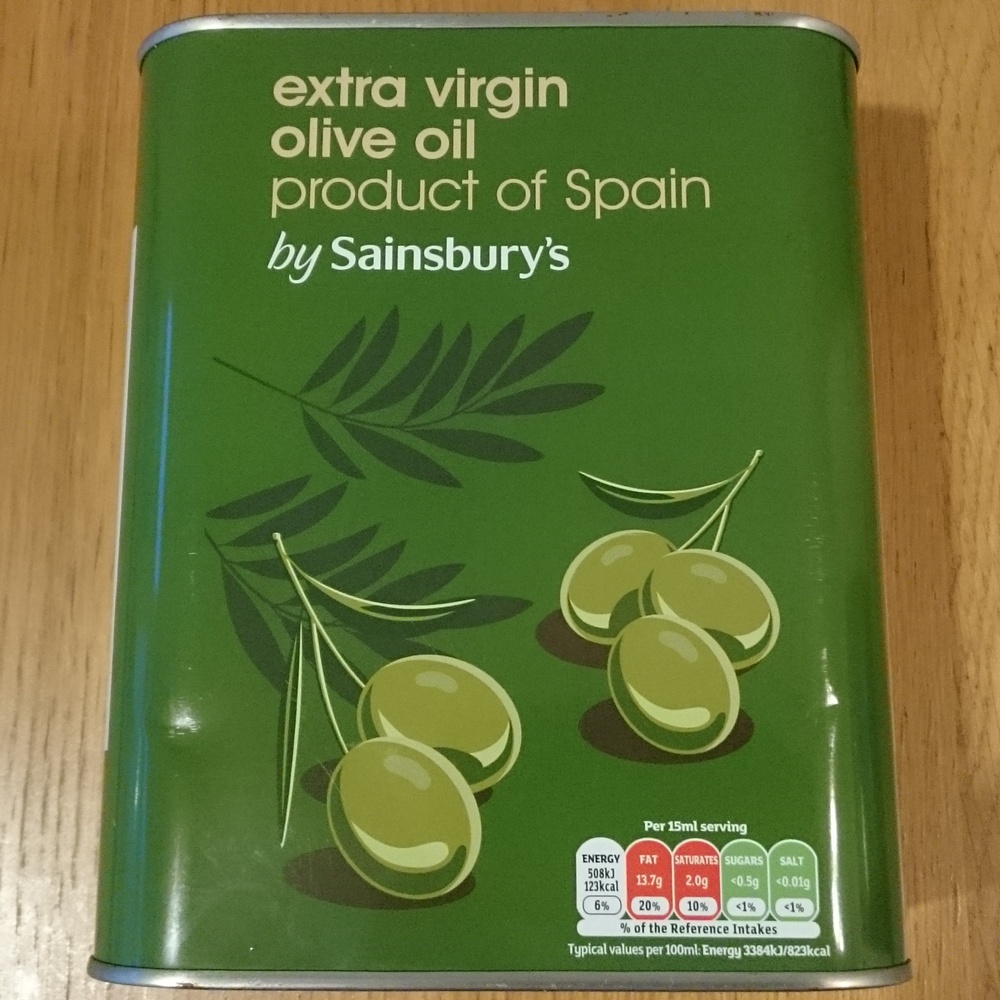 extra virgin
olive oil
product of Spain
by Sainsbury's
Per 15ml serving
ENERGY FAT SATURATES SUGARS SALT
508kJ
123kcal 13.7g 2.0g <0.5g <0.01g
6% 20% 10% <1% <1%
% of the Reference Intakes
Typical values per 100ml: Energy 3384kJ/823kcal